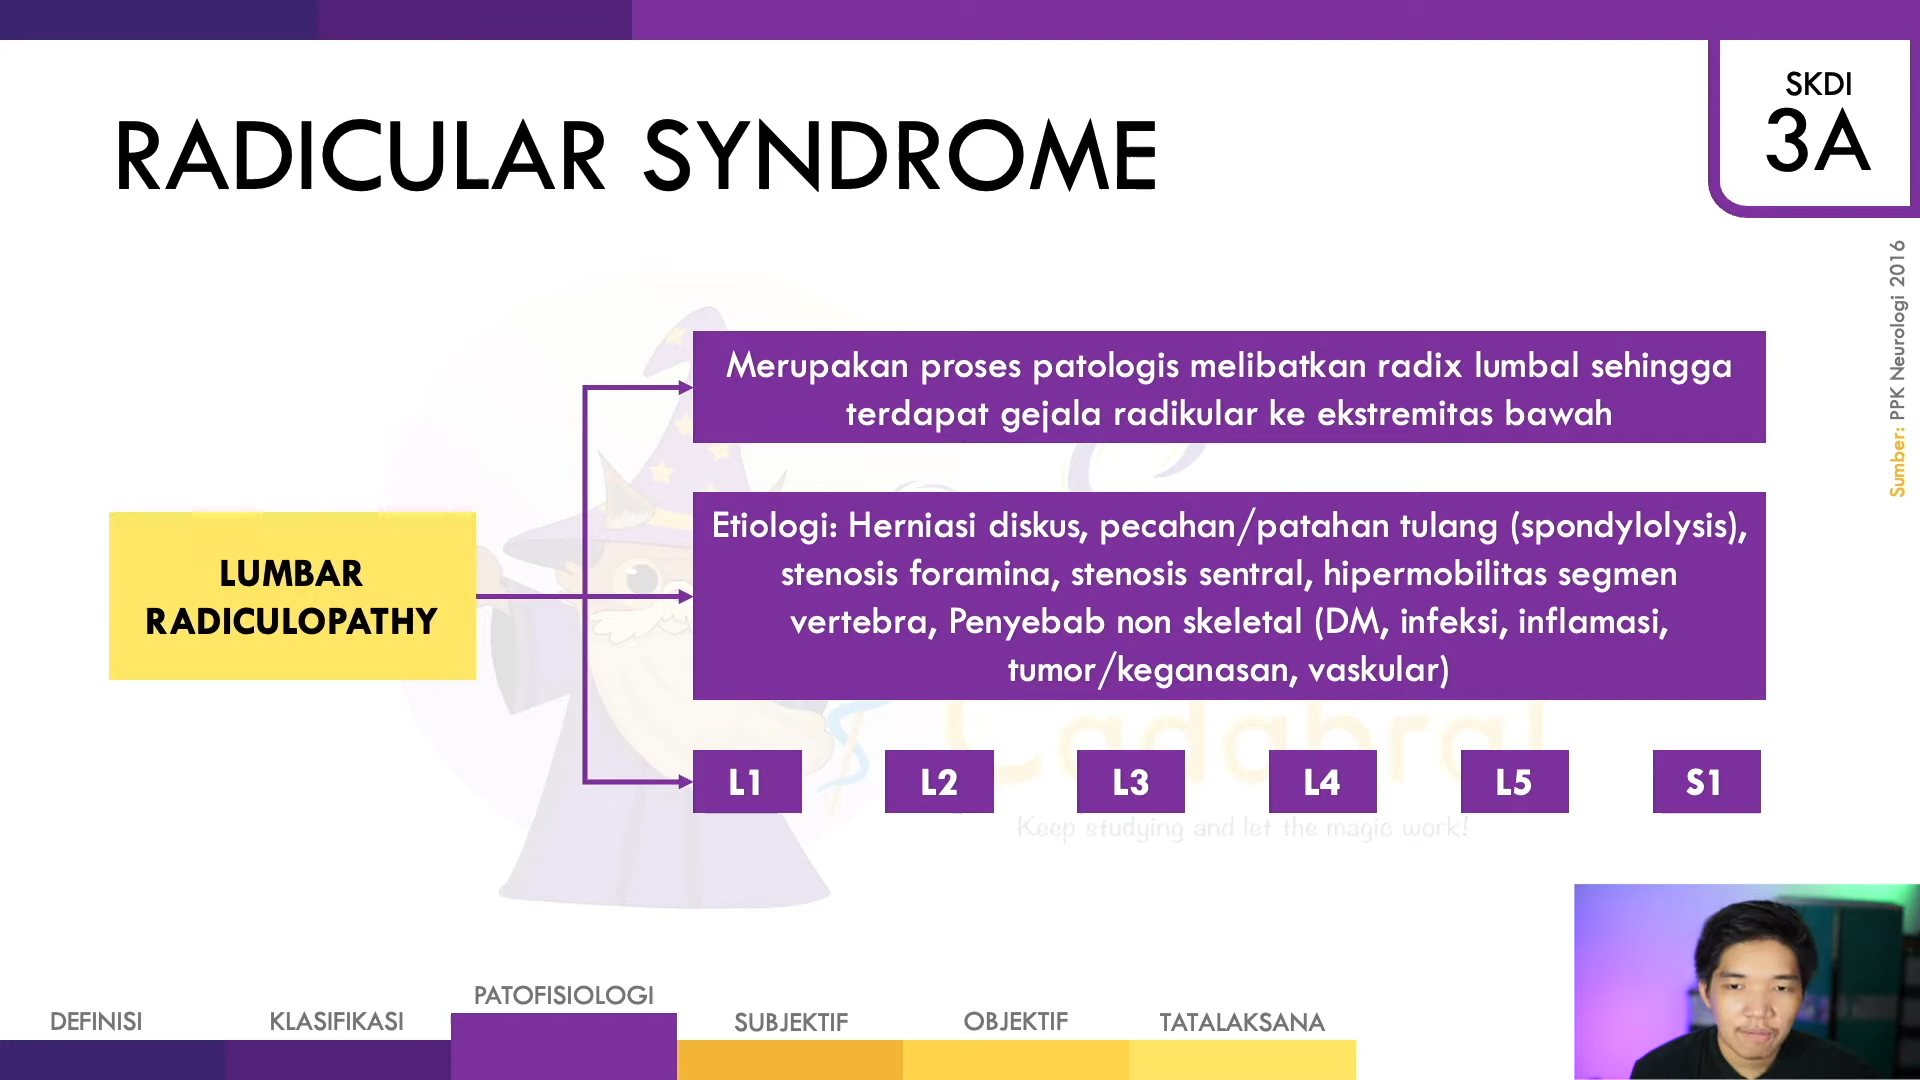 SKDI
3A
RADICULAR SYNDROME
Sumber: PPK Neurologi 2016
Merupakan proses patologis melibatkan radix lumbal sehingga
terdapat gejala radikular ke ekstremitas bawah
LUMBAR
RADICULOPATHY
Etiologi: Herniasi diskus, pecahan/patahan tulang (spondylolysis),
stenosis foramina, stenosis sentral, hipermobilitas segmen
vertebra, Penyebab non skeletal (DM, infeksi, inflamasi,
tumor/keganasan, vaskular)
Cadabra!
L1 L2 L3 L4 L5 S1
Keep studying and let the magic work!
DEFINISI KLASIFIKASI PATOFISIOLOGI SUBJEKTIF OBJEKTIF TATALAKSANA